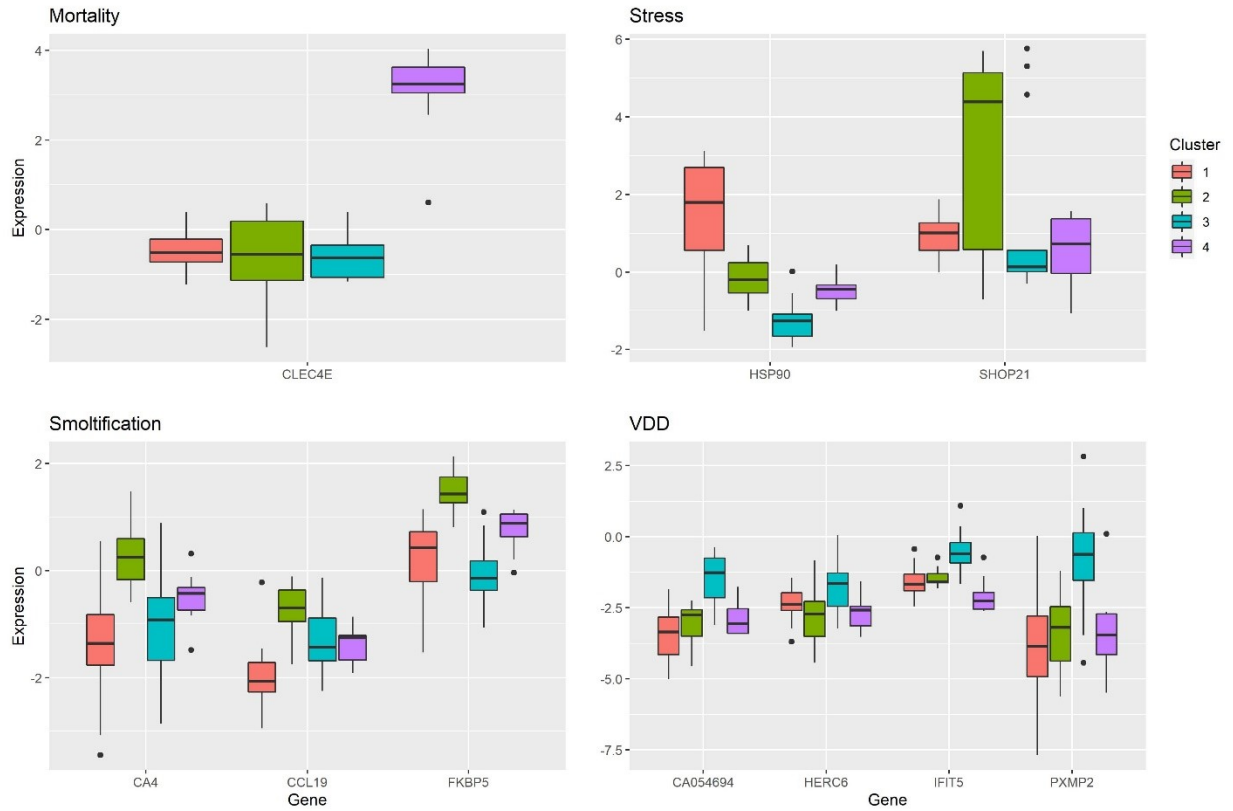 Mortality
4
2
0
-2
Expression
CLEC4E
Stress
6
4
2
0
-2
HSP90 SHOP21
Cluster
1
2
3
4
Smoltification
2
0
-2
Expression
CA4 CCL19 FKBP5
Gene
VDD
2.5
0.0
-2.5
-5.0
-7.5
CA054694 HERC6 IFIT5 PXMP2
Gene